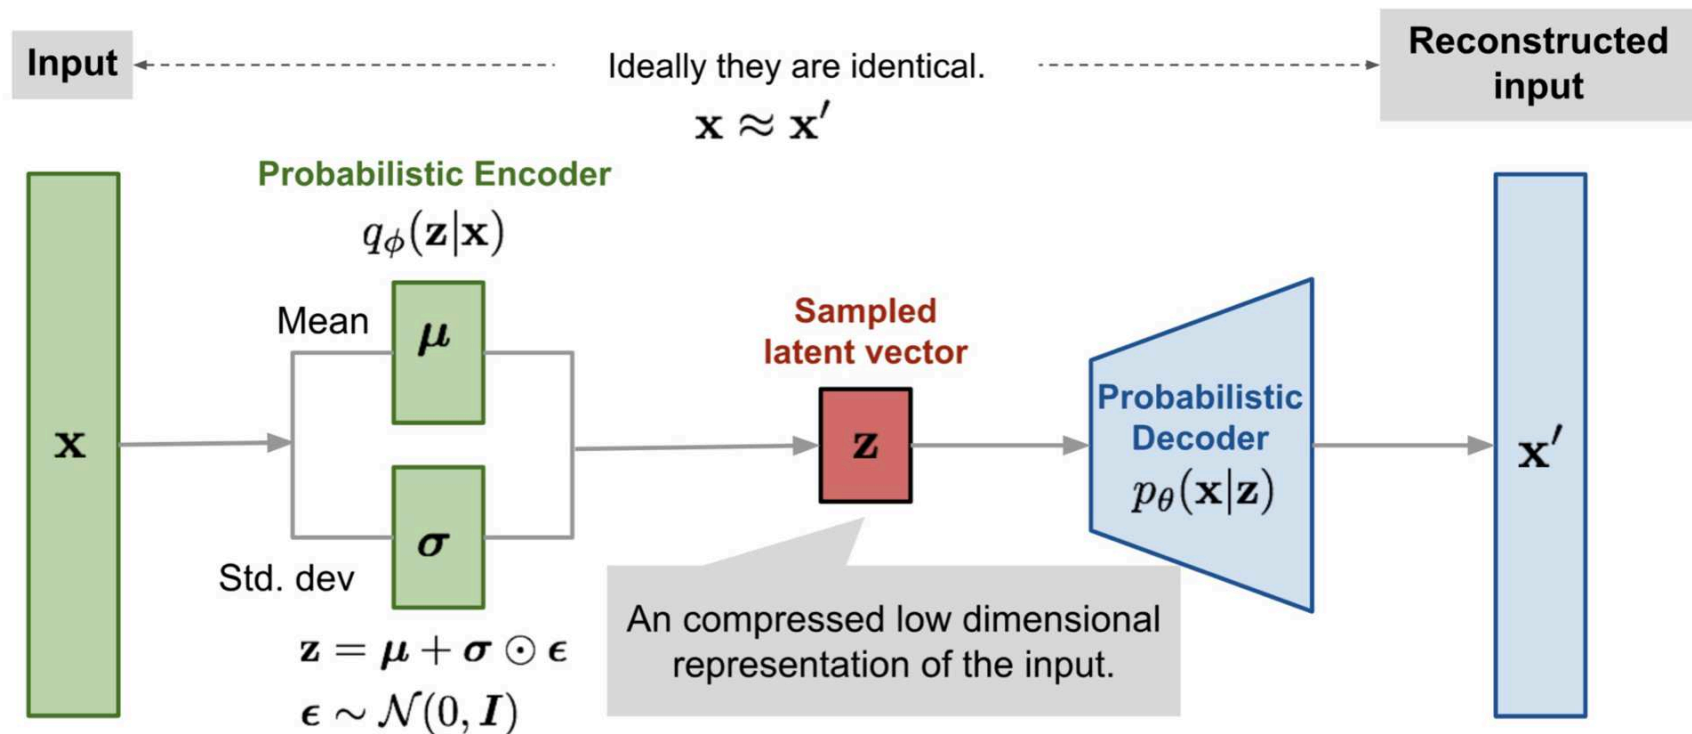 Input
Ideally they are identical.
x ≈ x′
Reconstructed
input
Probabilistic Encoder
qϕ(z|x)
Mean
μ
x
σ
Std. dev
z = μ + σ ⊙ ϵ
ϵ ∼ 𝒩(0, I)
Sampled
latent vector
z
An compressed low dimensional
representation of the input.
Probabilistic
Decoder
pθ(x|z)
x′